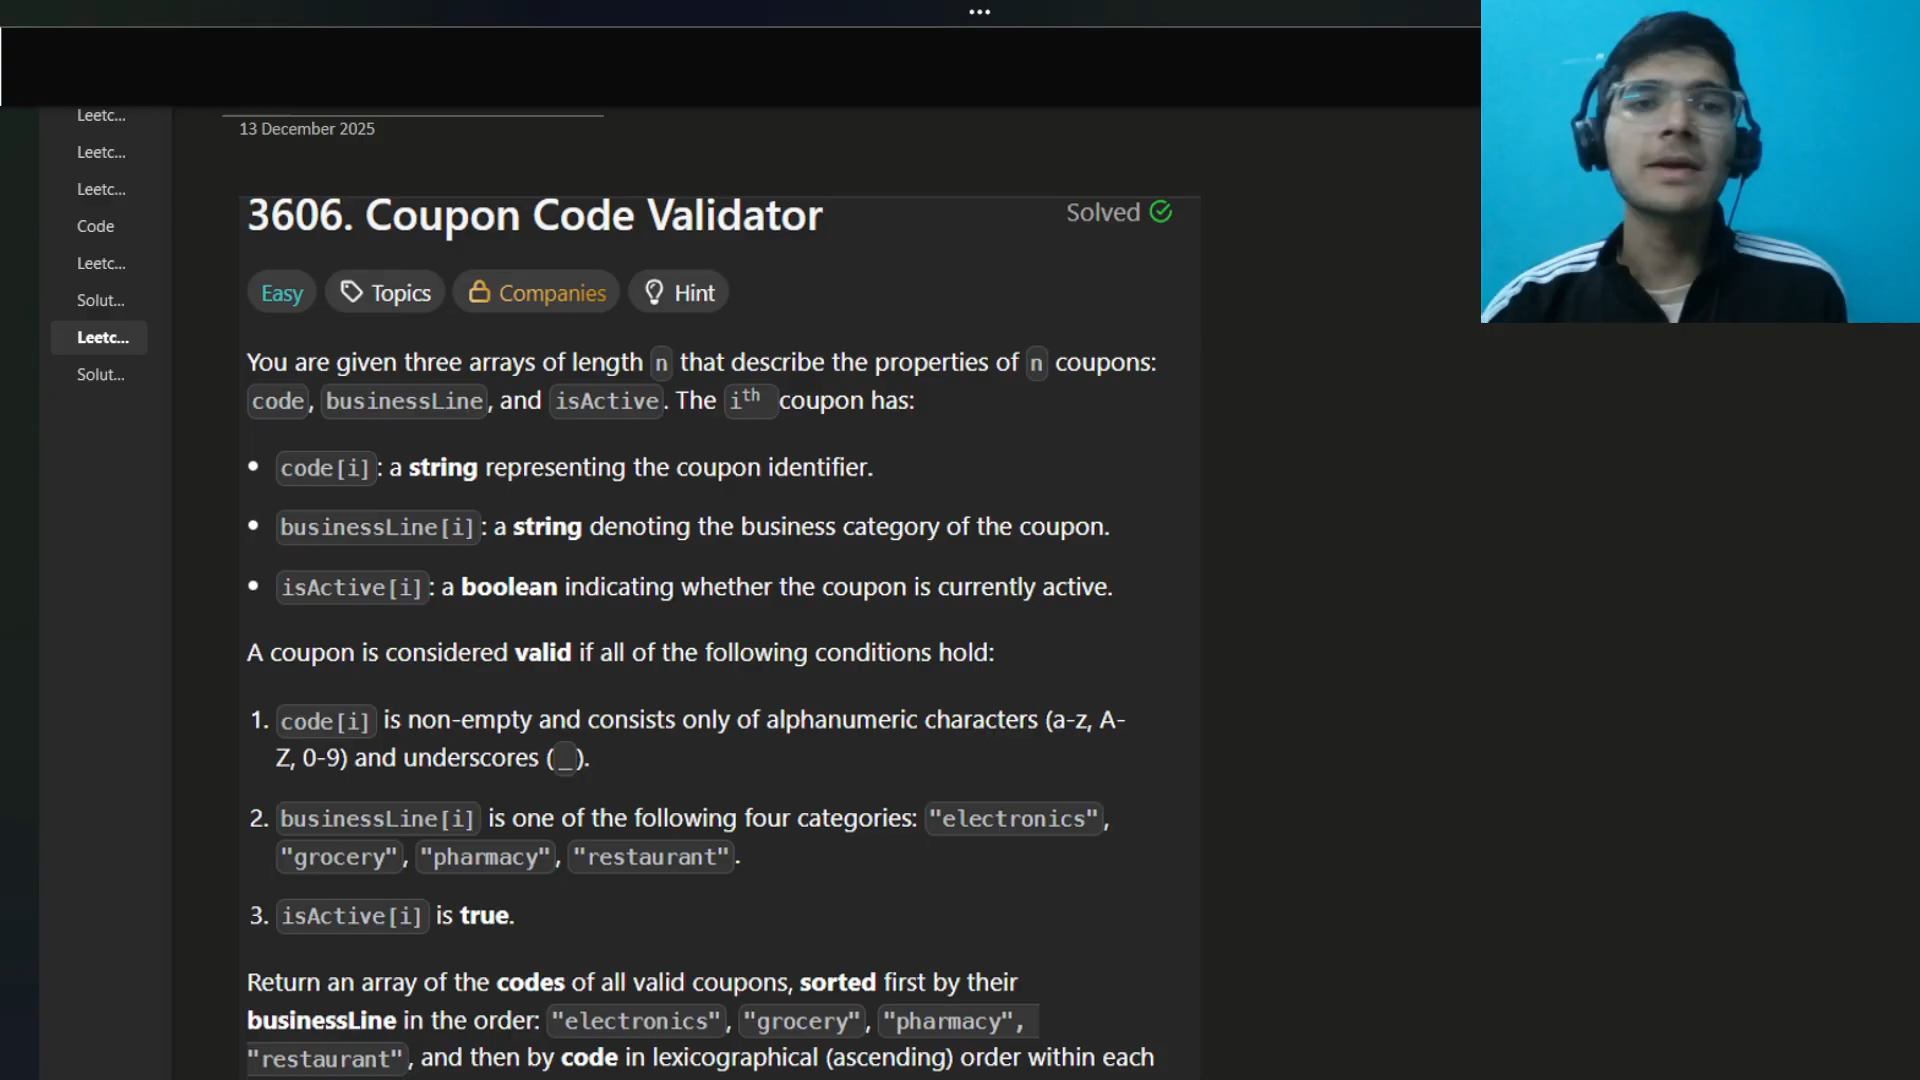 ...
Leetc...
13 December 2025
Leetc...
Leetc...
Code
Leetc...
Solut...
Leetc...
Solut...
3606. Coupon Code Validator
Solved
Easy Topics Companies Hint
You are given three arrays of length n that describe the properties of n coupons:
code, businessLine, and isActive. The ith coupon has:
• code[i]: a string representing the coupon identifier.
• businessLine[i]: a string denoting the business category of the coupon.
• isActive[i]: a boolean indicating whether the coupon is currently active.
A coupon is considered valid if all of the following conditions hold:
1. code[i] is non-empty and consists only of alphanumeric characters (a-z, A-
Z, 0-9) and underscores (_).
2. businessLine[i] is one of the following four categories: "electronics",
"grocery", "pharmacy", "restaurant".
3. isActive[i] is true.
Return an array of the codes of all valid coupons, sorted first by their
businessLine in the order: "electronics", "grocery", "pharmacy",
"restaurant", and then by code in lexicographical (ascending) order within each